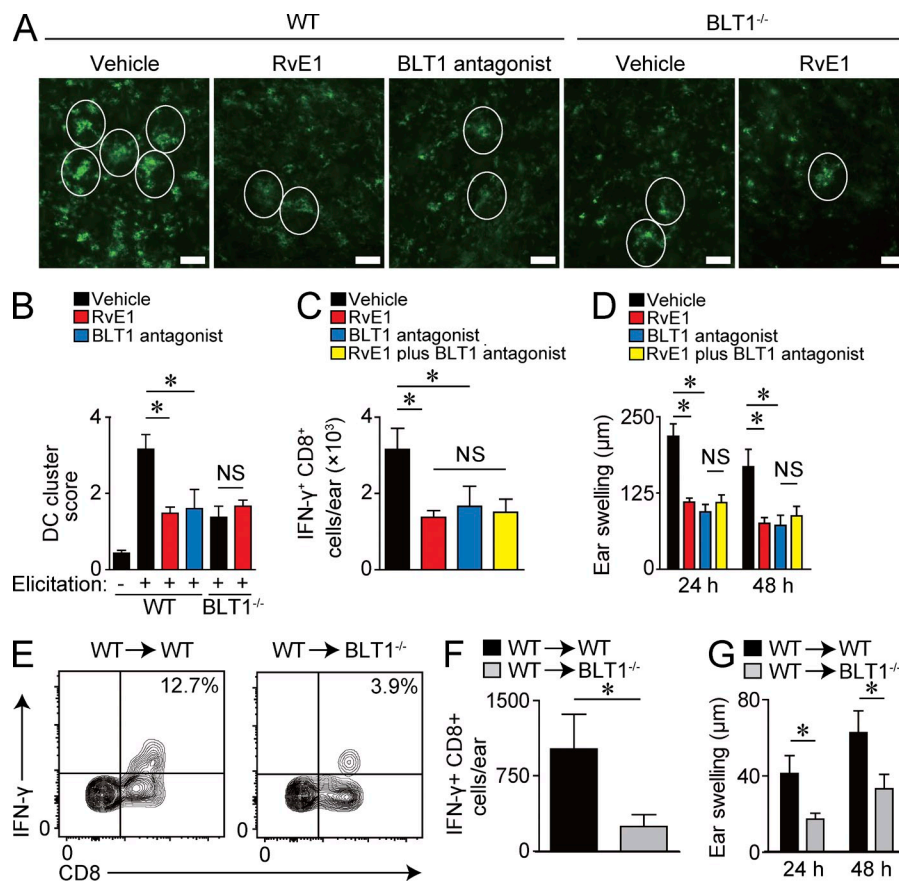 A
WT
BLT1-/-
Vehicle
RvE1
BLT1 antagonist
Vehicle
RvE1
B
Vehicle
RvE1
BLT1 antagonist
DC cluster
score
4
2
0
*
*
NS
Elicitation: - + + + + +
WT
BLT1-/-
C
Vehicle
RvE1
BLT1 antagonist
RvE1 plus BLT1 antagonist
IFN-γ+ CD8+
cells/ear (×10³)
4
2
0
*
*
NS
D
Vehicle
RvE1
BLT1 antagonist
RvE1 plus BLT1 antagonist
Ear swelling (μm)
250
125
0
*
*
NS
*
*
NS
24 h
48 h
E
WT → WT
WT → BLT1-/-
12.7%
3.9%
IFN-γ
0
0
0
0
CD8
F
WT → WT
WT → BLT1-/-
IFN-γ+ CD8+
cells/ear
1500
750
0
*
G
WT → WT
WT → BLT1-/-
Ear swelling (μm)
80
40
0
*
*
24 h
48 h